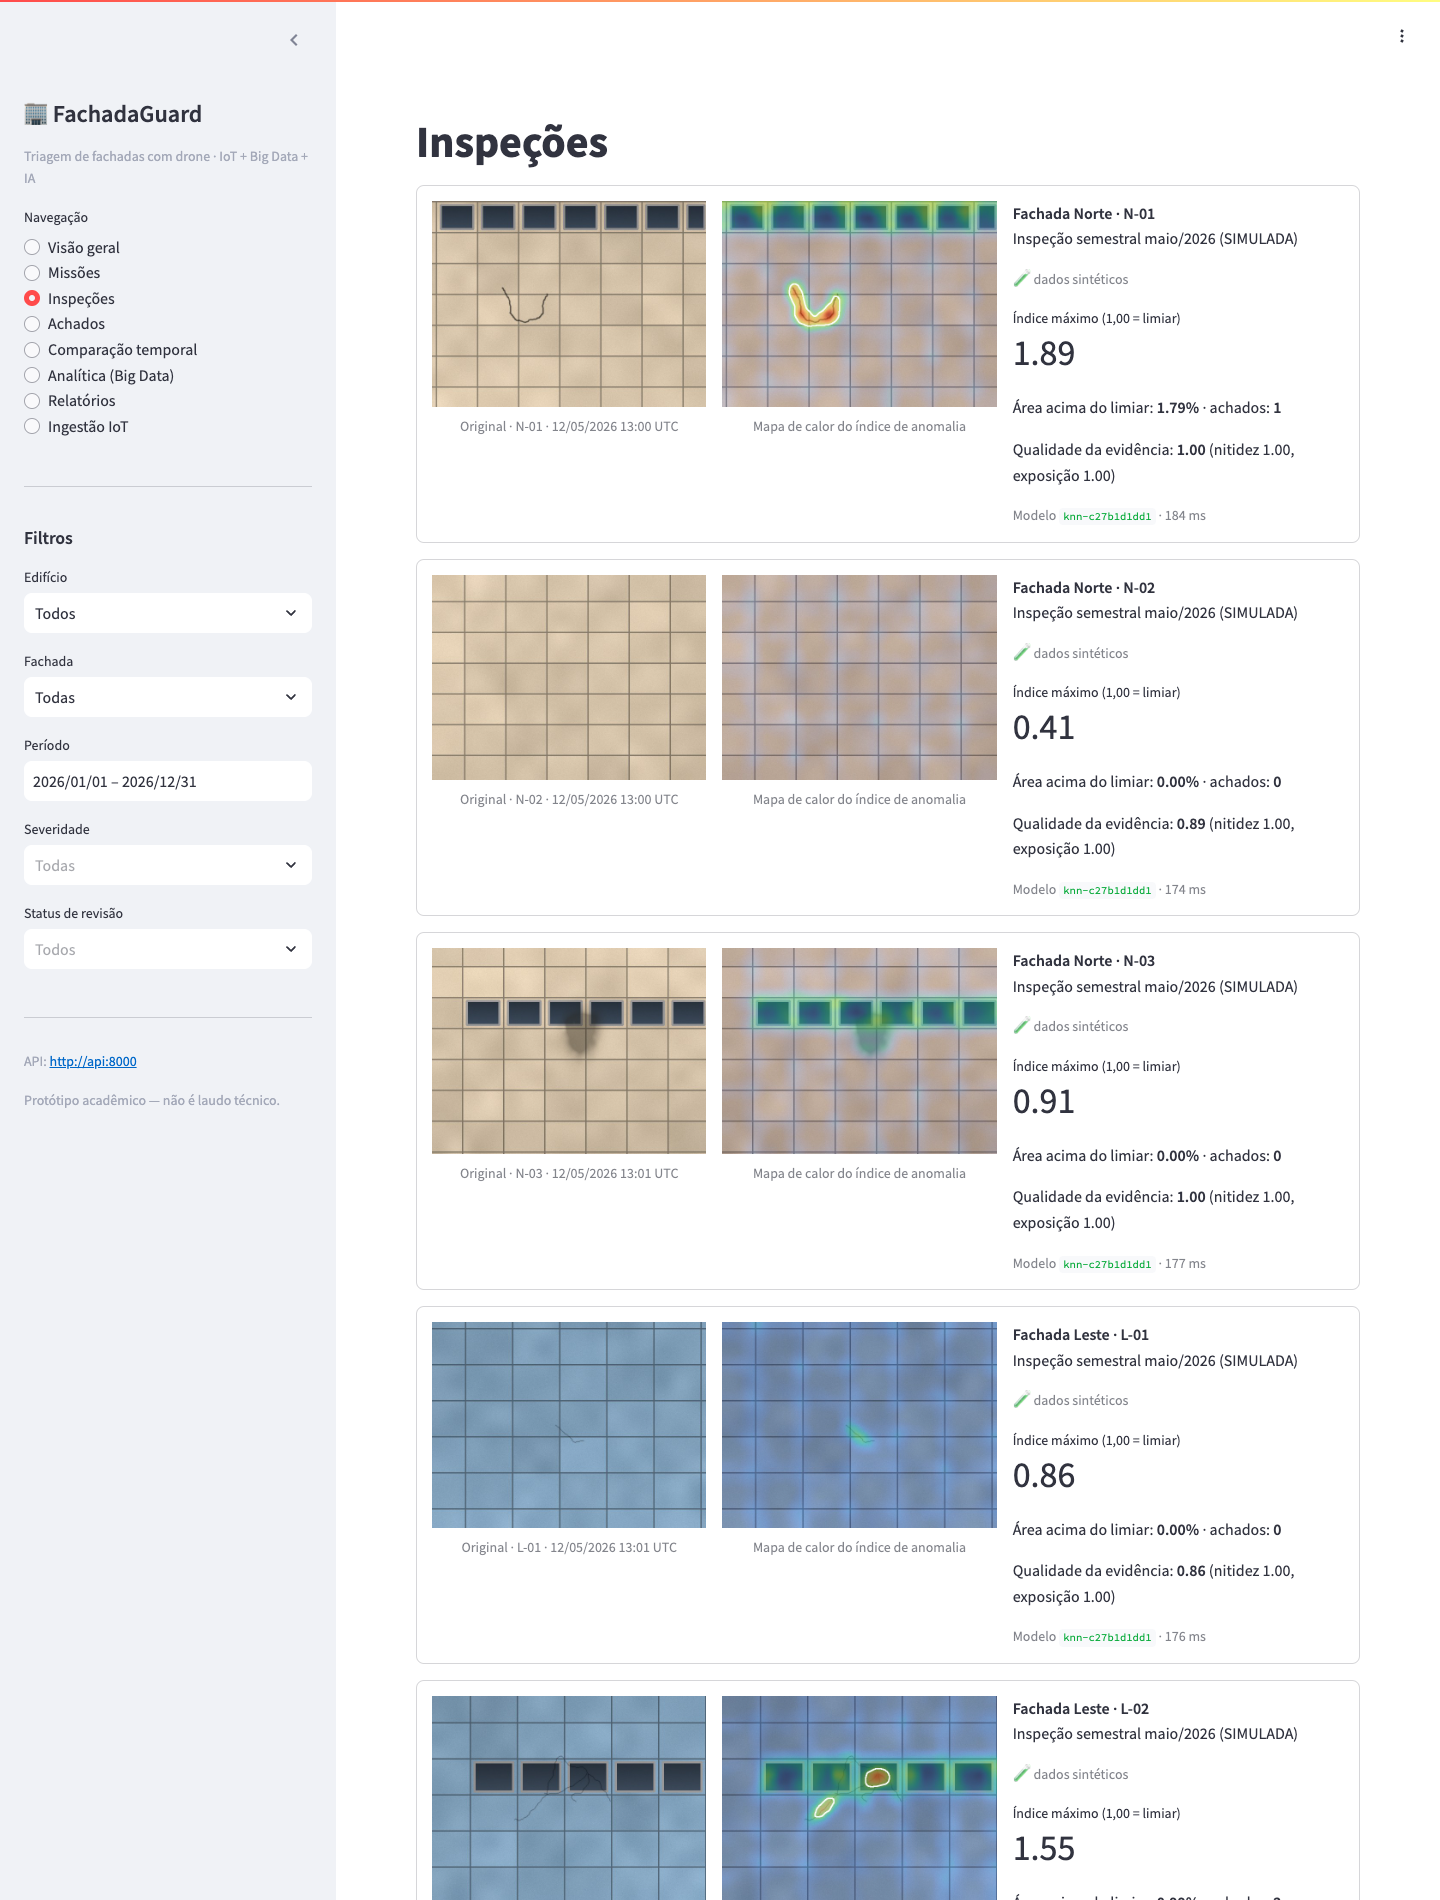 FachadaGuard
Triagem de fachadas com drone · IoT + Big Data +
IA
Navegação
Visão geral
Missões
Inspeções
Achados
Comparação temporal
Analítica (Big Data)
Relatórios
Ingestão IoT
Filtros
Edifício
Todos
Fachada
Todas
Período
2026/01/01 – 2026/12/31
Severidade
Todas
Status de revisão
Todos
API: http://api:8000
Protótipo acadêmico — não é laudo técnico.
Inspeções
Original · N-01 · 12/05/2026 13:00 UTC
Mapa de calor do índice de anomalia
Fachada Norte · N-01
Inspeção semestral maio/2026 (SIMULADA)
dados sintéticos
Índice máximo (1,00 = limiar)
1.89
Área acima do limiar: 1.79% · achados: 1
Qualidade da evidência: 1.00 (nitidez 1.00,
exposição 1.00)
Modelo knn-c27b1d1dd1 · 184 ms
Original · N-02 · 12/05/2026 13:00 UTC
Mapa de calor do índice de anomalia
Fachada Norte · N-02
Inspeção semestral maio/2026 (SIMULADA)
dados sintéticos
Índice máximo (1,00 = limiar)
0.41
Área acima do limiar: 0.00% · achados: 0
Qualidade da evidência: 0.89 (nitidez 1.00,
exposição 1.00)
Modelo knn-c27b1d1dd1 · 174 ms
Original · N-03 · 12/05/2026 13:01 UTC
Mapa de calor do índice de anomalia
Fachada Norte · N-03
Inspeção semestral maio/2026 (SIMULADA)
dados sintéticos
Índice máximo (1,00 = limiar)
0.91
Área acima do limiar: 0.00% · achados: 0
Qualidade da evidência: 1.00 (nitidez 1.00,
exposição 1.00)
Modelo knn-c27b1d1dd1 · 177 ms
Original · L-01 · 12/05/2026 13:01 UTC
Mapa de calor do índice de anomalia
Fachada Leste · L-01
Inspeção semestral maio/2026 (SIMULADA)
dados sintéticos
Índice máximo (1,00 = limiar)
0.86
Área acima do limiar: 0.00% · achados: 0
Qualidade da evidência: 0.86 (nitidez 1.00,
exposição 1.00)
Modelo knn-c27b1d1dd1 · 176 ms
Fachada Leste · L-02
Inspeção semestral maio/2026 (SIMULADA)
dados sintéticos
Índice máximo (1,00 = limiar)
1.55